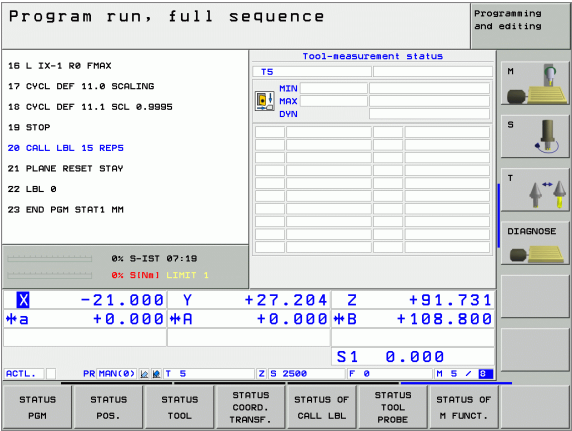 Program run, full sequence
Programming
and editing
16 L IX-1 R0 FMAX
17 CYCL DEF 11.0 SCALING
18 CYCL DEF 11.1 SCL 0.9995
19 STOP
20 CALL LBL 15 REP5
21 PLANE RESET STAY
22 LBL 0
23 END PGM STAT1 MM
Tool-measurement status
T5
MIN
MAX
DYN
M
S
T
DIAGNOSE
0% S-IST 07:19
0% S[Nm] LIMIT 1
X -21.000 Y +27.204 Z +91.731
a +0.000 A +0.000 B +108.800
S1 0.000
ACTL. PR MAN(0) T 5 Z S 2500 F 0 M 5 / 8
STATUS PGM
STATUS POS.
STATUS TOOL
STATUS COORD. TRANSF.
STATUS OF CALL LBL
STATUS TOOL PROBE
STATUS OF M FUNCT.